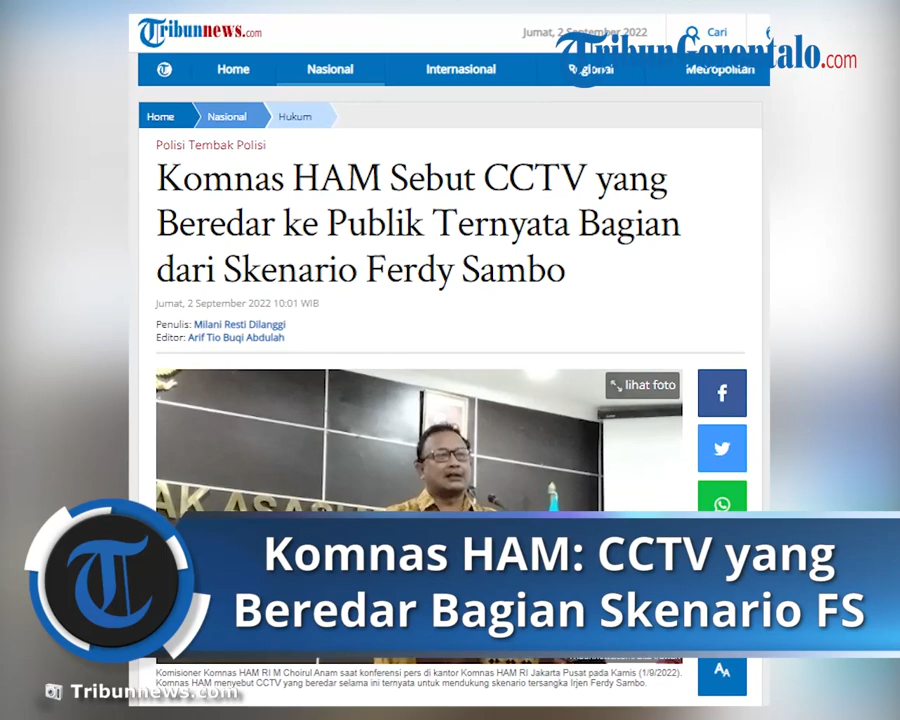 Tribunnews.com
Jumat, 2 September 2022
Cari
TribunGorontalo.com
Home
Nasional
Internasional
Regional
Metropolitan
Home
Nasional
Hukum
Polisi Tembak Polisi
Komnas HAM Sebut CCTV yang
Beredar ke Publik Ternyata Bagian
dari Skenario Ferdy Sambo
Jumat, 2 September 2022 10:01 WIB
Penulis: Milani Resti Dilanggi
Editor: Arif Tio Buqi Abdulah
lihat foto
AK ASAS
Komnas HAM: CCTV yang
Beredar Bagian Skenario FS
Komisioner Komnas HAM RI M Choirul Anam saat konferensi pers di kantor Komnas HAM RI Jakarta Pusat pada Kamis (1/9/2022).
Komnas HAM menyebut CCTV yang beredar selama ini ternyata untuk mendukung skenario tersangka Irjen Ferdy Sambo.
AA
Tribunnews.com